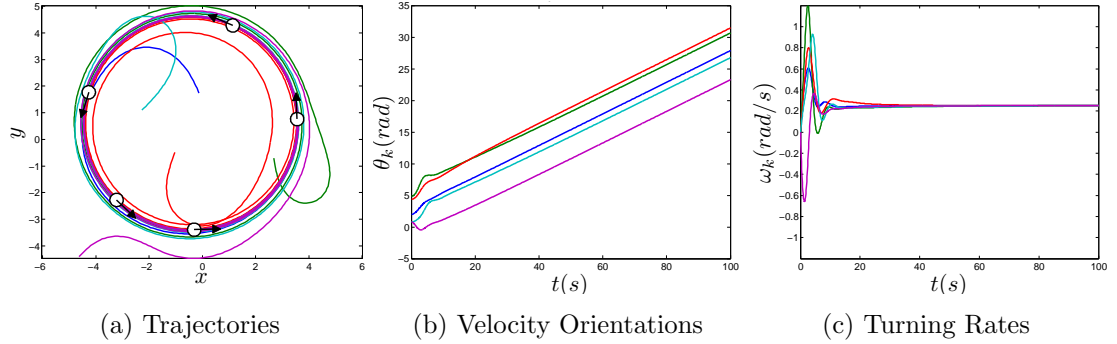 5
4
3
2
1
0
−1
−2
−3
−4
y
−6 −4 −2 0 2 4 6
x
35
30
25
20
15
10
5
0
−5
θk(rad)
0 20 40 60 80 100
t(s)
1
0.8
0.6
0.4
0.2
0
0.2
0.4
0.6
0.8
1
ωk(rad/s)
0 20 40 60 80 100
t(s)
(a) Trajectories
(b) Velocity Orientations
(c) Turning Rates